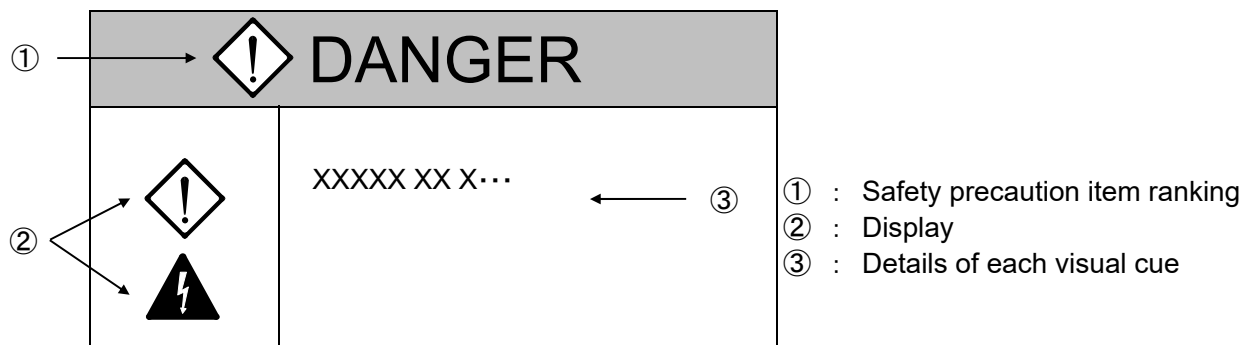 ① DANGER
XXXXX XX X･･･
③
②
① : Safety precaution item ranking
② : Display
③ : Details of each visual cue